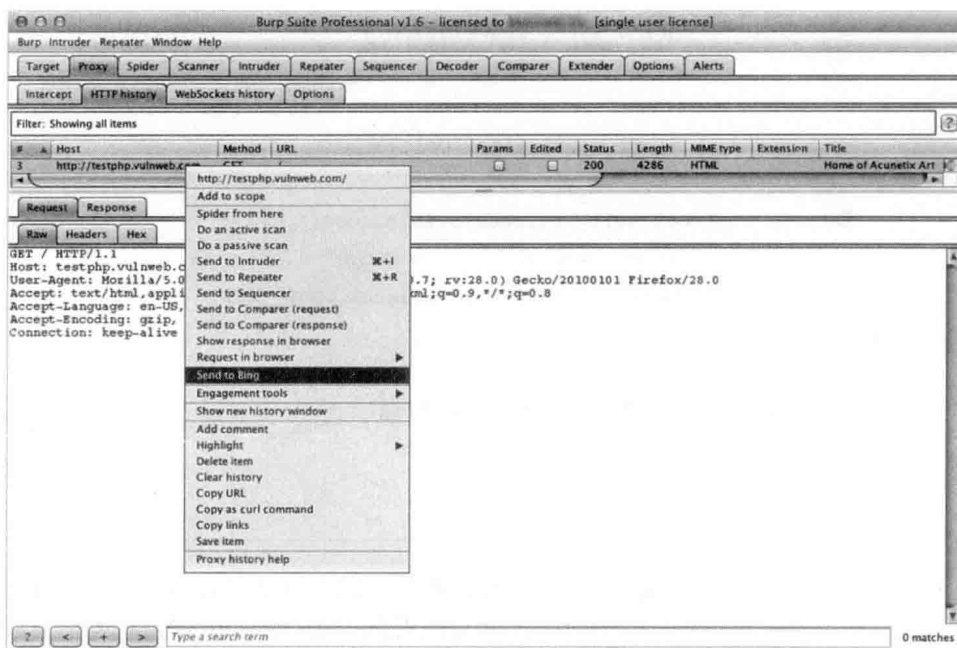 Burp Suite Professional v1.6 – licensed to [single user license]
Burp Intruder Repeater Window Help
Target Proxy Spider Scanner Intruder Repeater Sequencer Decoder Comparer Extender Options Alerts
Intercept HTTP history WebSockets history Options
Filter: Showing all items ?
# Host Method URL Params Edited Status Length MIME type Extension Title
3 http://testphp.vulnweb.com GET / 200 4286 HTML Home of Acunetix Art
http://testphp.vulnweb.com/
Add to scope
Spider from here
Do an active scan
Do a passive scan
Send to Intruder ⌘+I
Send to Repeater ⌘+R
Send to Sequencer
Send to Comparer (request)
Send to Comparer (response)
Show response in browser
Request in browser
Send to Bing
Engagement tools
Show new history window
Add comment
Highlight
Delete item
Clear history
Copy URL
Copy as curl command
Copy links
Save item
Proxy history help
Request Response
Raw Headers Hex
GET / HTTP/1.1
Host: testphp.vulnweb.c
User-Agent: Mozilla/5.0 .7; rv:28.0) Gecko/20100101 Firefox/28.0
Accept: text/html,appli ml;q=0.9,*/*;q=0.8
Accept-Language: en-US,
Accept-Encoding: gzip,
Connection: keep-alive
? < + > Type a search term 0 matches